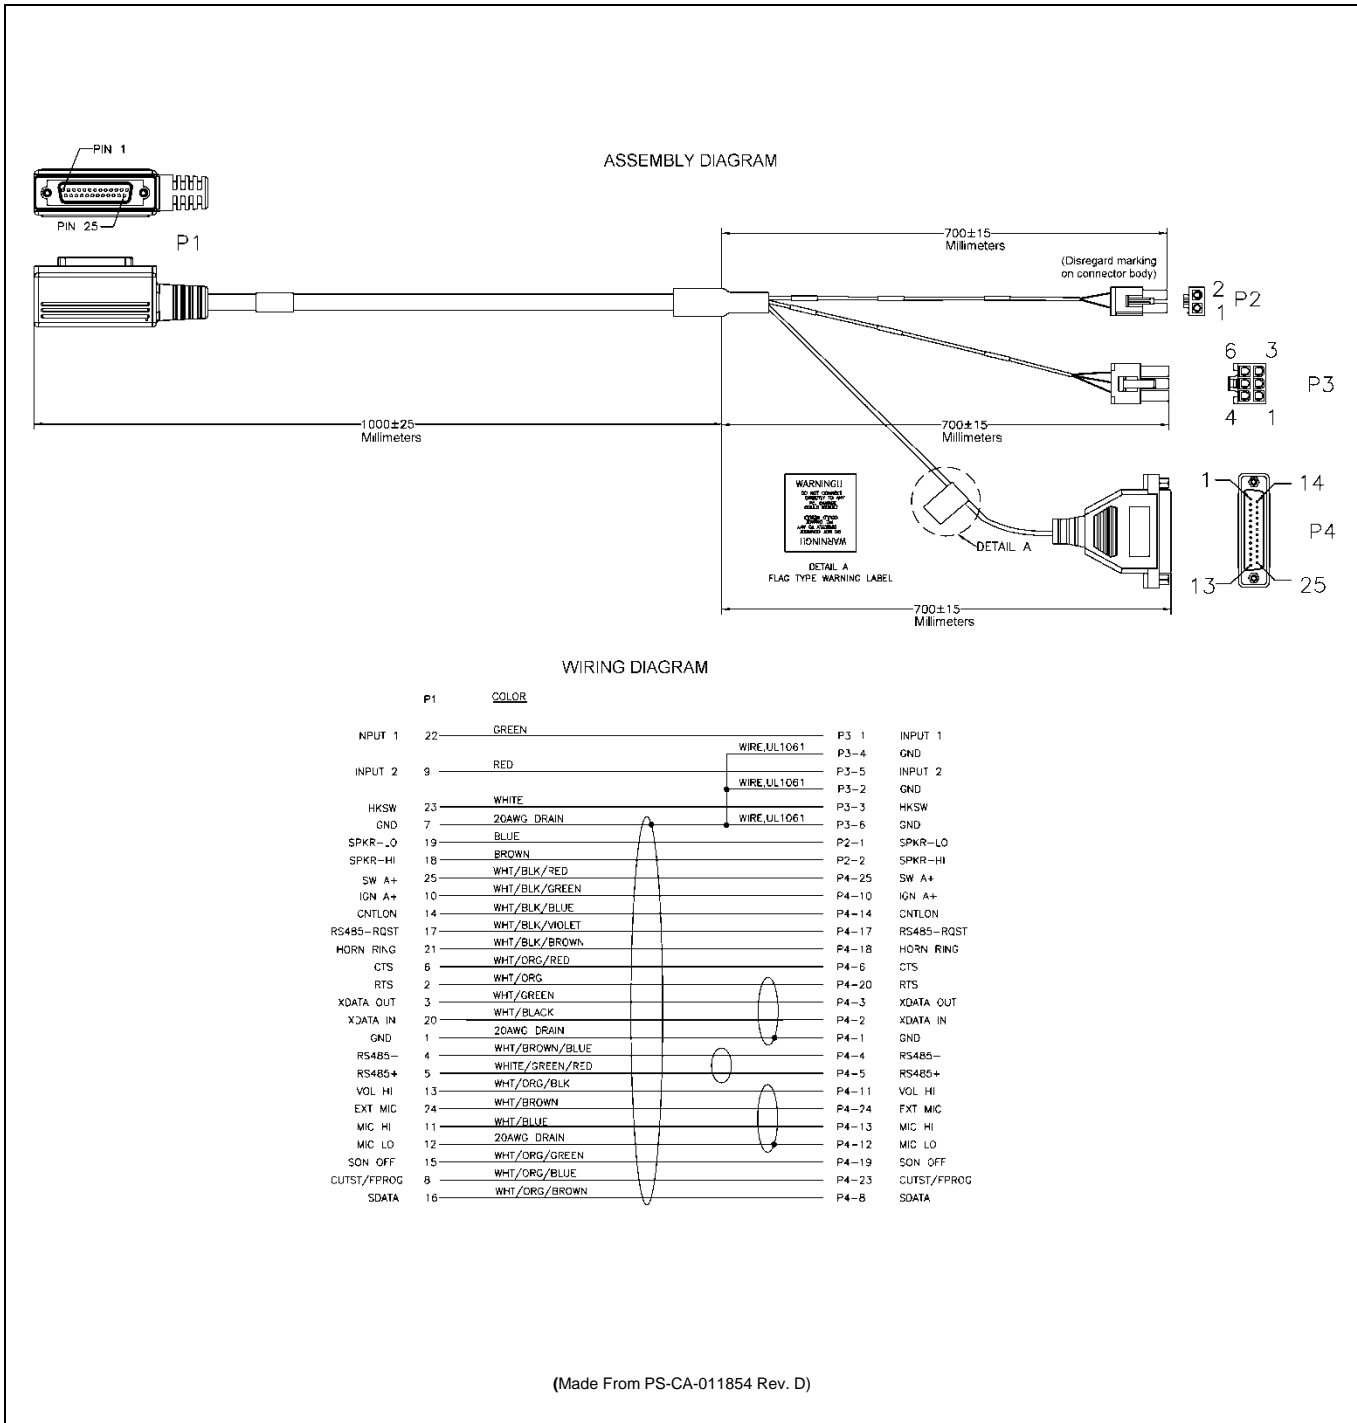 ASSEMBLY DIAGRAM
PIN 1
PIN 25
P1
700±15
Millimeters
(Disregard marking
on connector body)
2
1
P2
6 3
4 1
P3
1000±25
Millimeters
700±15
Millimeters
WARNING!!
DO NOT CONNECT
DIRECTLY TO ANY
WARNING!!
DETAIL A
FLAG TYPE WARNING LABEL
DETAIL A
1 14
P4
13 25
700±15
Millimeters
WIRING DIAGRAM
P1 COLOR
NPUT 1 22 GREEN P3 1 INPUT 1
WIRE,UL1061 P3-4 GND
INPUT 2 9 RED P3-5 INPUT 2
WIRE,UL1061 P3-2 GND
HKSW 23 WHITE P3-3 HKSW
GND 7 20AWG DRAIN WIRE,UL1061 P3-6 GND
SPKR-LO 19 BLUE P2-1 SPKR-LO
SPKR-HI 18 BROWN P2-2 SPKR-HI
SW A+ 25 WHT/BLK/RED P4-25 SW A+
IGN A+ 10 WHT/BLK/GREEN P4-10 IGN A+
CNTLON 14 WHT/BLK/BLUE P4-14 CNTLON
RS485-RQST 17 WHT/BLK/VIOLET P4-17 RS485-RQST
HORN RING 21 WHT/BLK/BROWN P4-18 HORN RING
CTS 6 WHT/ORG/RED P4-6 CTS
RTS 2 WHT/ORG P4-20 RTS
XDATA OUT 3 WHT/GREEN P4-3 XDATA OUT
XDATA IN 20 WHT/BLACK P4-2 XDATA IN
GND 1 20AWG DRAIN P4-1 GND
RS485- 4 WHT/BROWN/BLUE P4-4 RS485-
RS485+ 5 WHITE/GREEN/RED P4-5 RS485+
VOL HI 13 WHT/ORG/BLK P4-11 VOL HI
EXT MIC 24 WHT/BROWN P4-24 EXT MIC
MIC HI 11 WHT/BLUE P4-13 MIC HI
MIC LO 12 20AWG DRAIN P4-12 MIC LO
SON OFF 15 WHT/ORG/GREEN P4-19 SON OFF
CUTST/FPROG 8 WHT/ORG/BLUE P4-23 CUTST/FPROG
SDATA 16 WHT/ORG/BROWN P4-8 SDATA
(Made From PS-CA-011854 Rev. D)